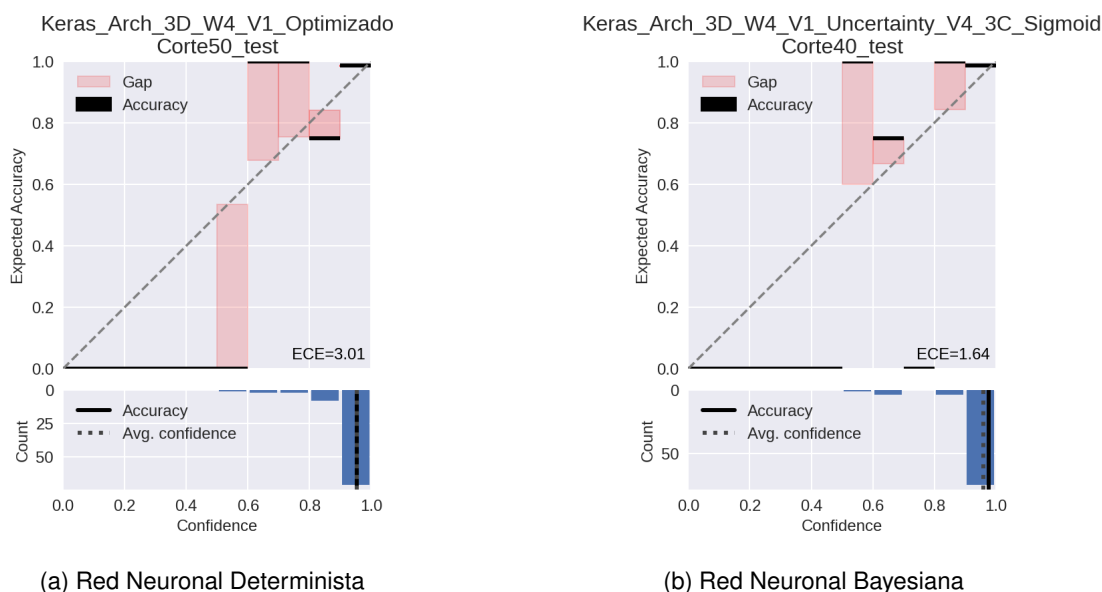 Keras_Arch_3D_W4_V1_Optimizado
Corte50_test
1.0
0.8
0.6
0.4
0.2
0.0
Expected Accuracy
Gap
Accuracy
ECE=3.01
0
25
50
Count
Accuracy
Avg. confidence
0.0 0.2 0.4 0.6 0.8 1.0
Confidence
(a) Red Neuronal Determinista
Keras_Arch_3D_W4_V1_Uncertainty_V4_3C_Sigmoid
Corte40_test
1.0
0.8
0.6
0.4
0.2
0.0
Expected Accuracy
Gap
Accuracy
ECE=1.64
0
50
Count
Accuracy
Avg. confidence
0.0 0.2 0.4 0.6 0.8 1.0
Confidence
(b) Red Neuronal Bayesiana